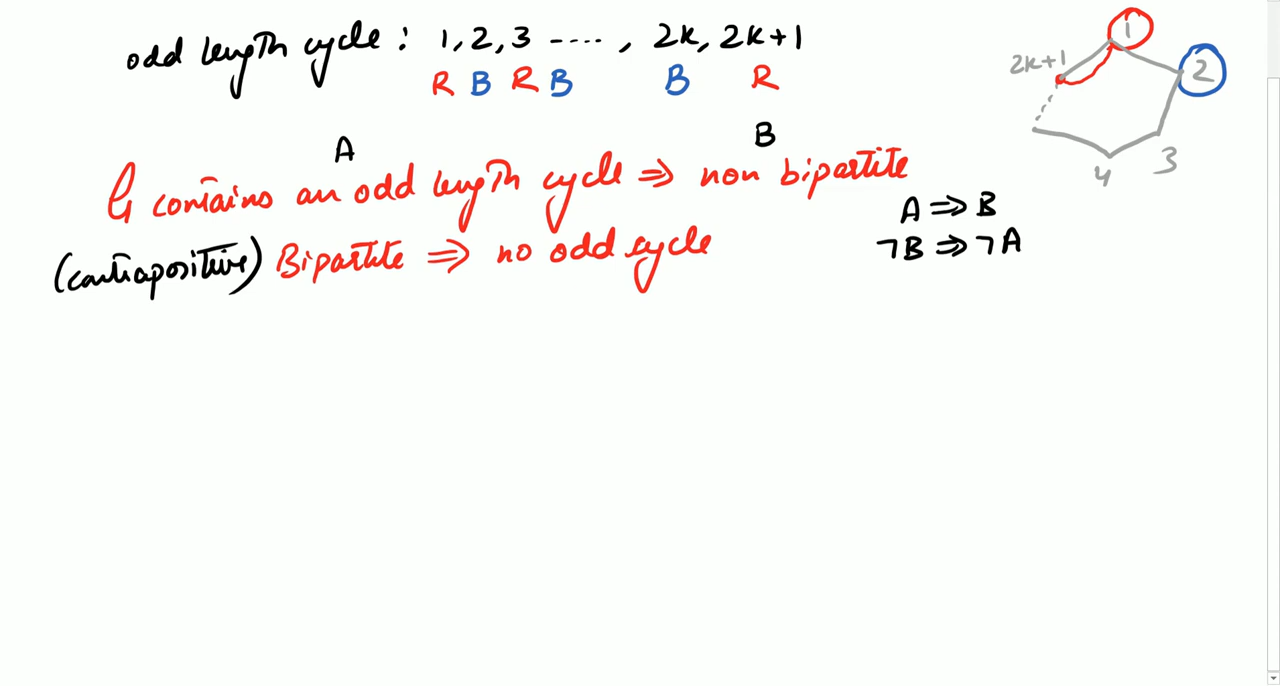 odd length cycle : 1, 2, 3 ---- , 2k, 2k+1
R B R B B R
1
2
3
4
2k+1
A B
G contains an odd length cycle ⇒ non bipartite
A ⇒ B
(contrapositive) Bipartite ⇒ no odd cycle
¬B ⇒ ¬A